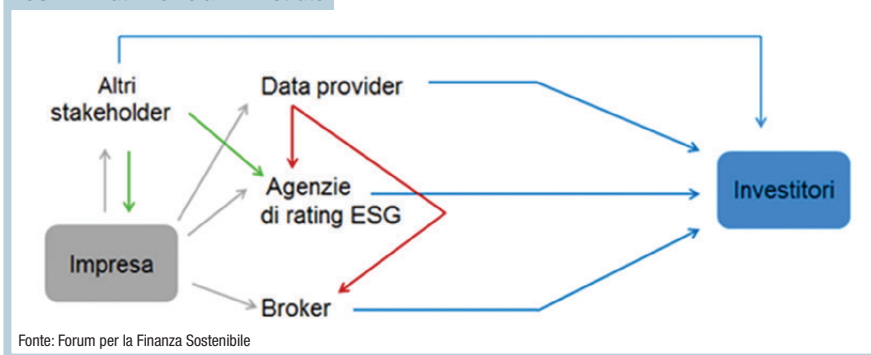 Altri
stakeholder
Data provider
Agenzie
di rating ESG
Investitori
Impresa
Broker
Fonte: Forum per la Finanza Sostenibile